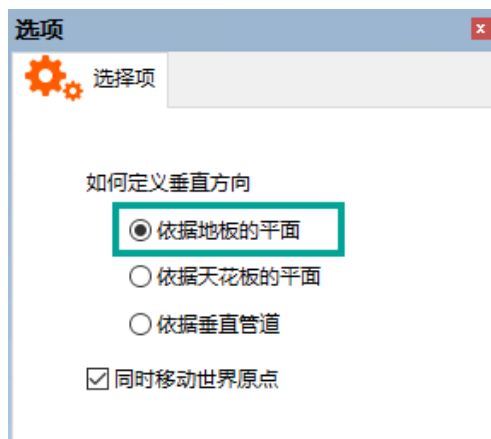 选项
选择项
如何定义垂直方向
依据地板的平面
依据天花板的平面
依据垂直管道
同时移动世界原点